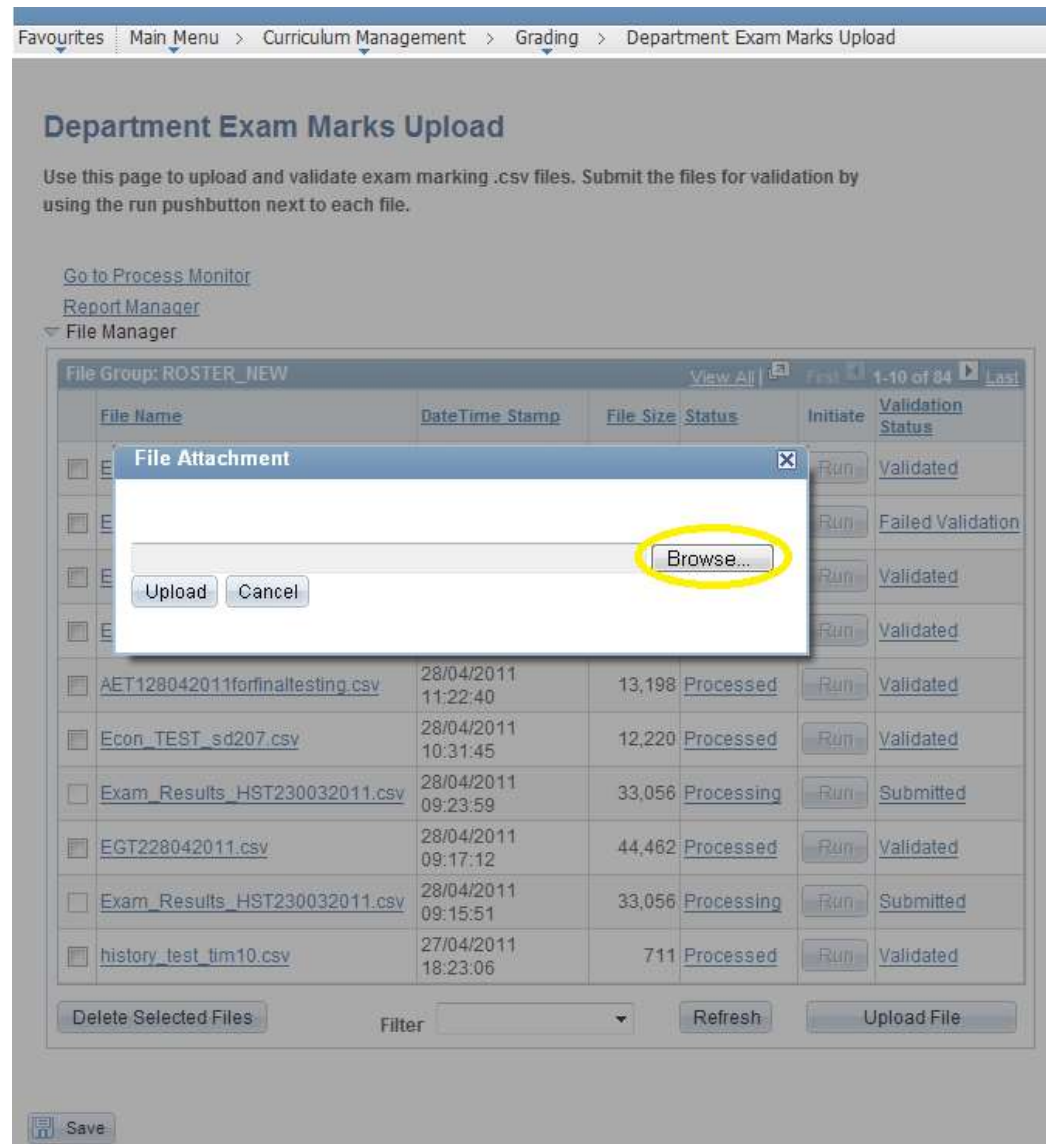 Favourites Main Menu > Curriculum Management > Grading > Department Exam Marks Upload
Department Exam Marks Upload
Use this page to upload and validate exam marking .csv files. Submit the files for validation by
using the run pushbutton next to each file.
Go to Process Monitor
Report Manager
File Manager
File Group: ROSTER_NEW View All | First 1-10 of 84 Last
File Name DateTime Stamp File Size Status Initiate Validation Status
File Attachment
E Run Validated
E Run Failed Validation
Browse...
E Run Validated
Upload Cancel
E Run Validated
AET128042011forfinaltesting.csv 28/04/2011 11:22:40 13,198 Processed Run Validated
Econ_TEST_sd207.csv 28/04/2011 10:31:45 12,220 Processed Run Validated
Exam_Results_HST230032011.csv 28/04/2011 09:23:59 33,056 Processing Run Submitted
EGT228042011.csv 28/04/2011 09:17:12 44,462 Processed Run Validated
Exam_Results_HST230032011.csv 28/04/2011 09:15:51 33,056 Processing Run Submitted
history_test_tim10.csv 27/04/2011 18:23:06 711 Processed Run Validated
Delete Selected Files Filter Refresh Upload File
Save